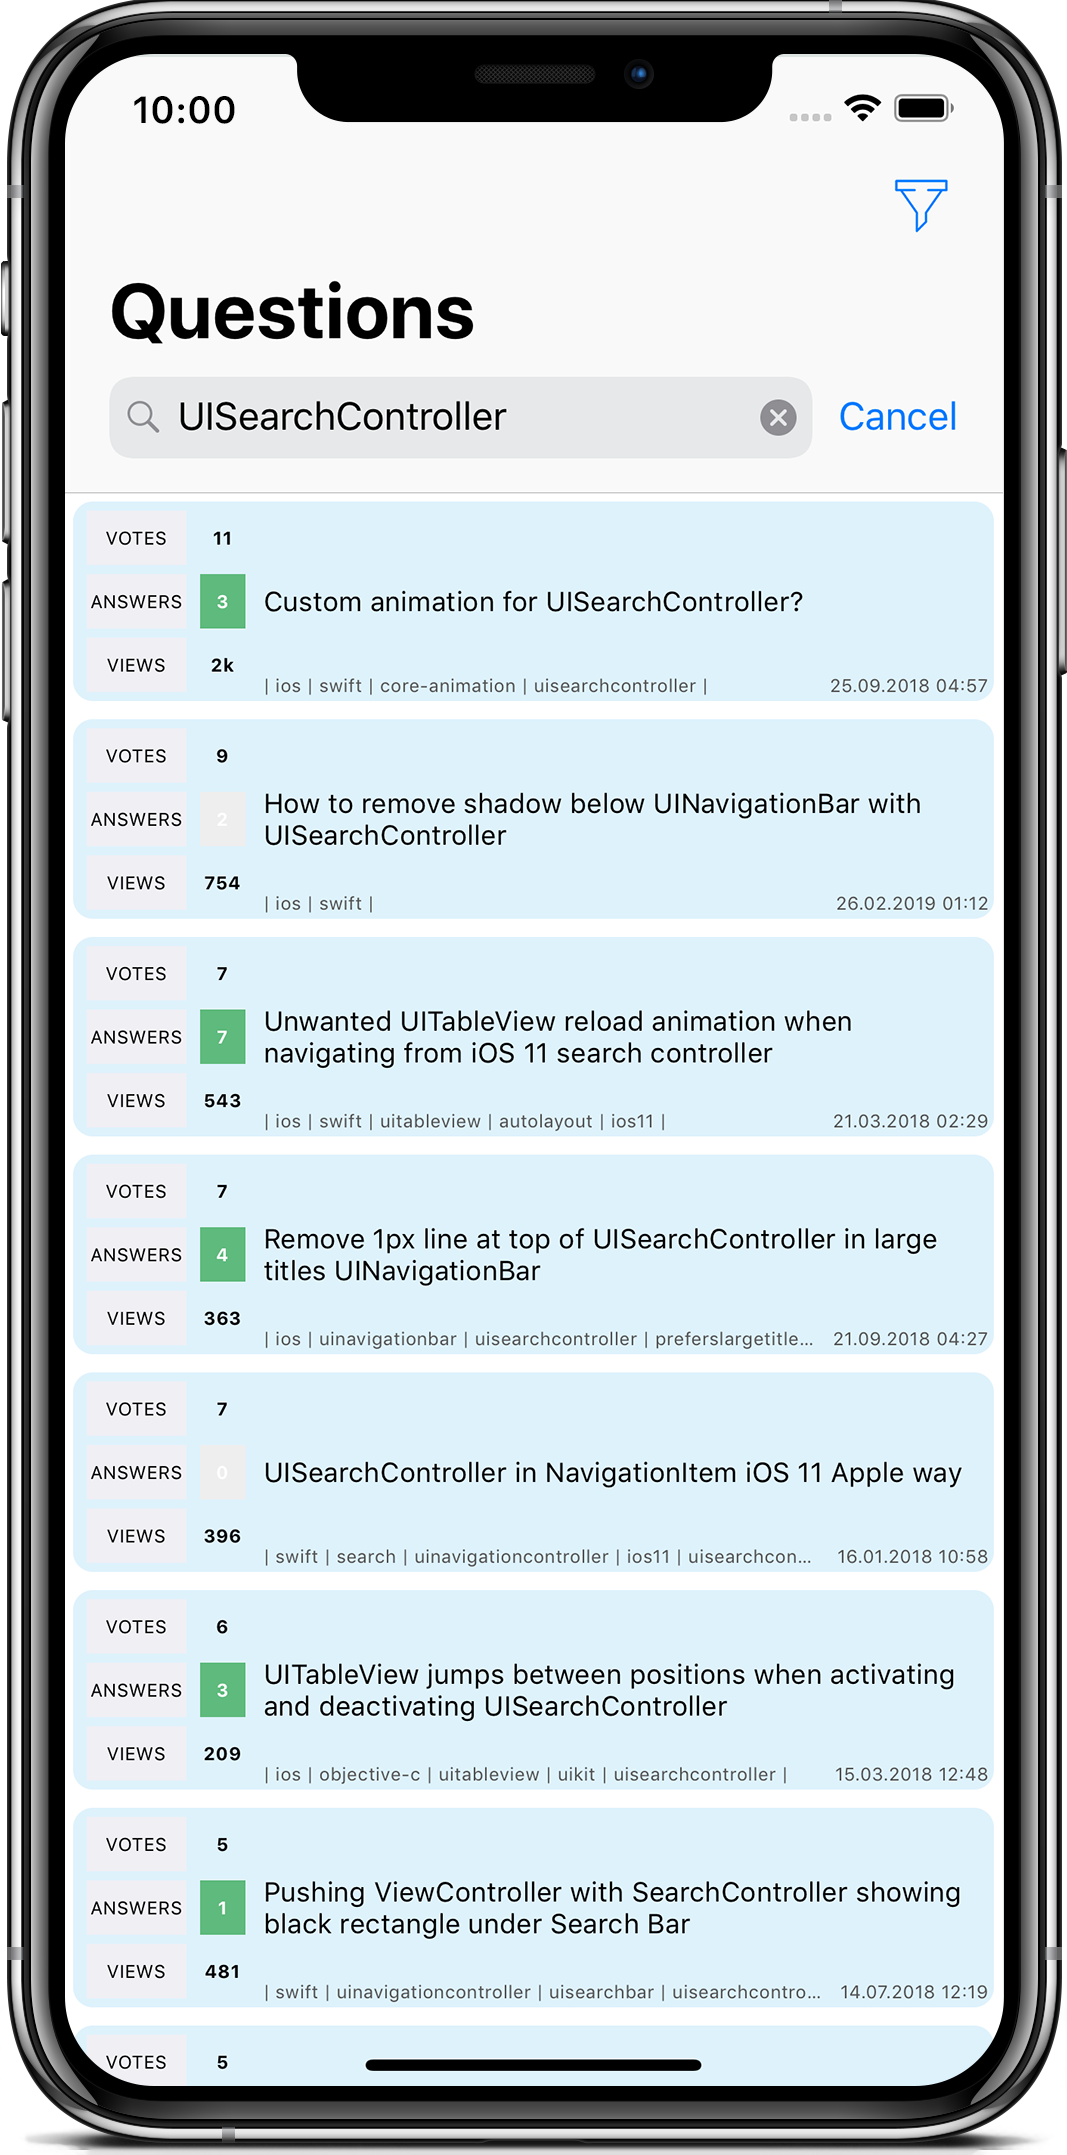 10:00
Questions
UISearchController Cancel
VOTES 11
ANSWERS 3 Custom animation for UISearchController?
VIEWS 2k
| ios | swift | core-animation | uisearchcontroller | 25.09.2018 04:57
VOTES 9
How to remove shadow below UINavigationBar with
ANSWERS 2
UISearchController
VIEWS 754
| ios | swift | 26.02.2019 01:12
VOTES 7
Unwanted UITableView reload animation when
ANSWERS 7
navigating from iOS 11 search controller
VIEWS 543
| ios | swift | uitableview | autolayout | ios11 | 21.03.2018 02:29
VOTES 7
Remove 1px line at top of UISearchController in large
ANSWERS 4
titles UINavigationBar
VIEWS 363
| ios | uinavigationbar | uisearchcontroller | preferslargetitle... 21.09.2018 04:27
VOTES 7
ANSWERS 0 UISearchController in NavigationItem iOS 11 Apple way
VIEWS 396
| swift | search | uinavigationcontroller | ios11 | uisearchcon... 16.01.2018 10:58
VOTES 6
UITableView jumps between positions when activating
ANSWERS 3
and deactivating UISearchController
VIEWS 209
| ios | objective-c | uitableview | uikit | uisearchcontroller | 15.03.2018 12:48
VOTES 5
Pushing ViewController with SearchController showing
ANSWERS 1
black rectangle under Search Bar
VIEWS 481
| swift | uinavigationcontroller | uisearchbar | uisearchcontro... 14.07.2018 12:19
VOTES 5